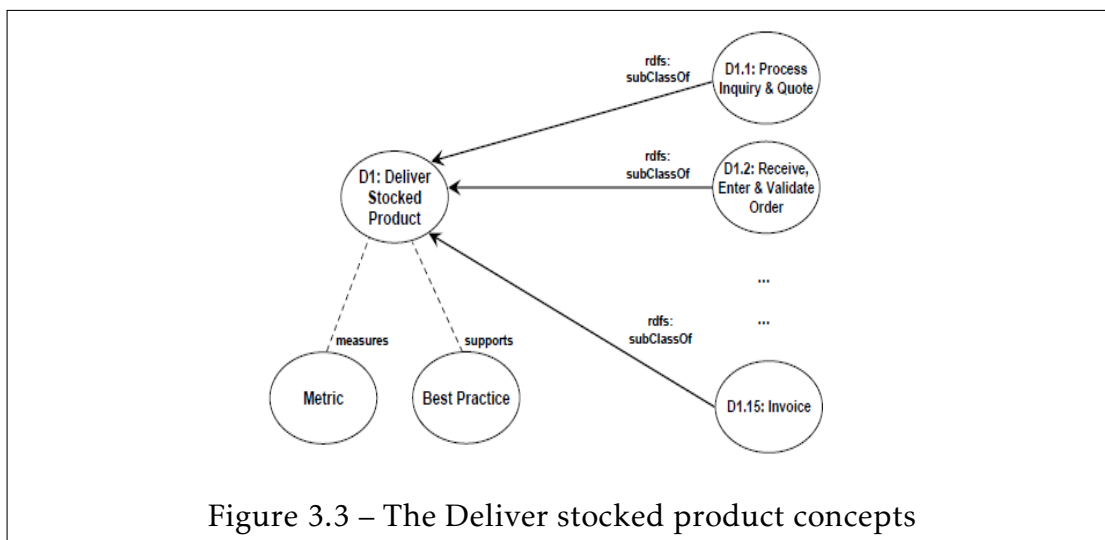 rdfs:
subClassOf
D1.1: Process
Inquiry & Quote
rdfs:
subClassOf
D1.2: Receive,
Enter & Validate
Order
D1: Deliver
Stocked
Product
...
...
rdfs:
subClassOf
measures
supports
Metric
Best Practice
D1.15: Invoice
Figure 3.3 – The Deliver stocked product concepts